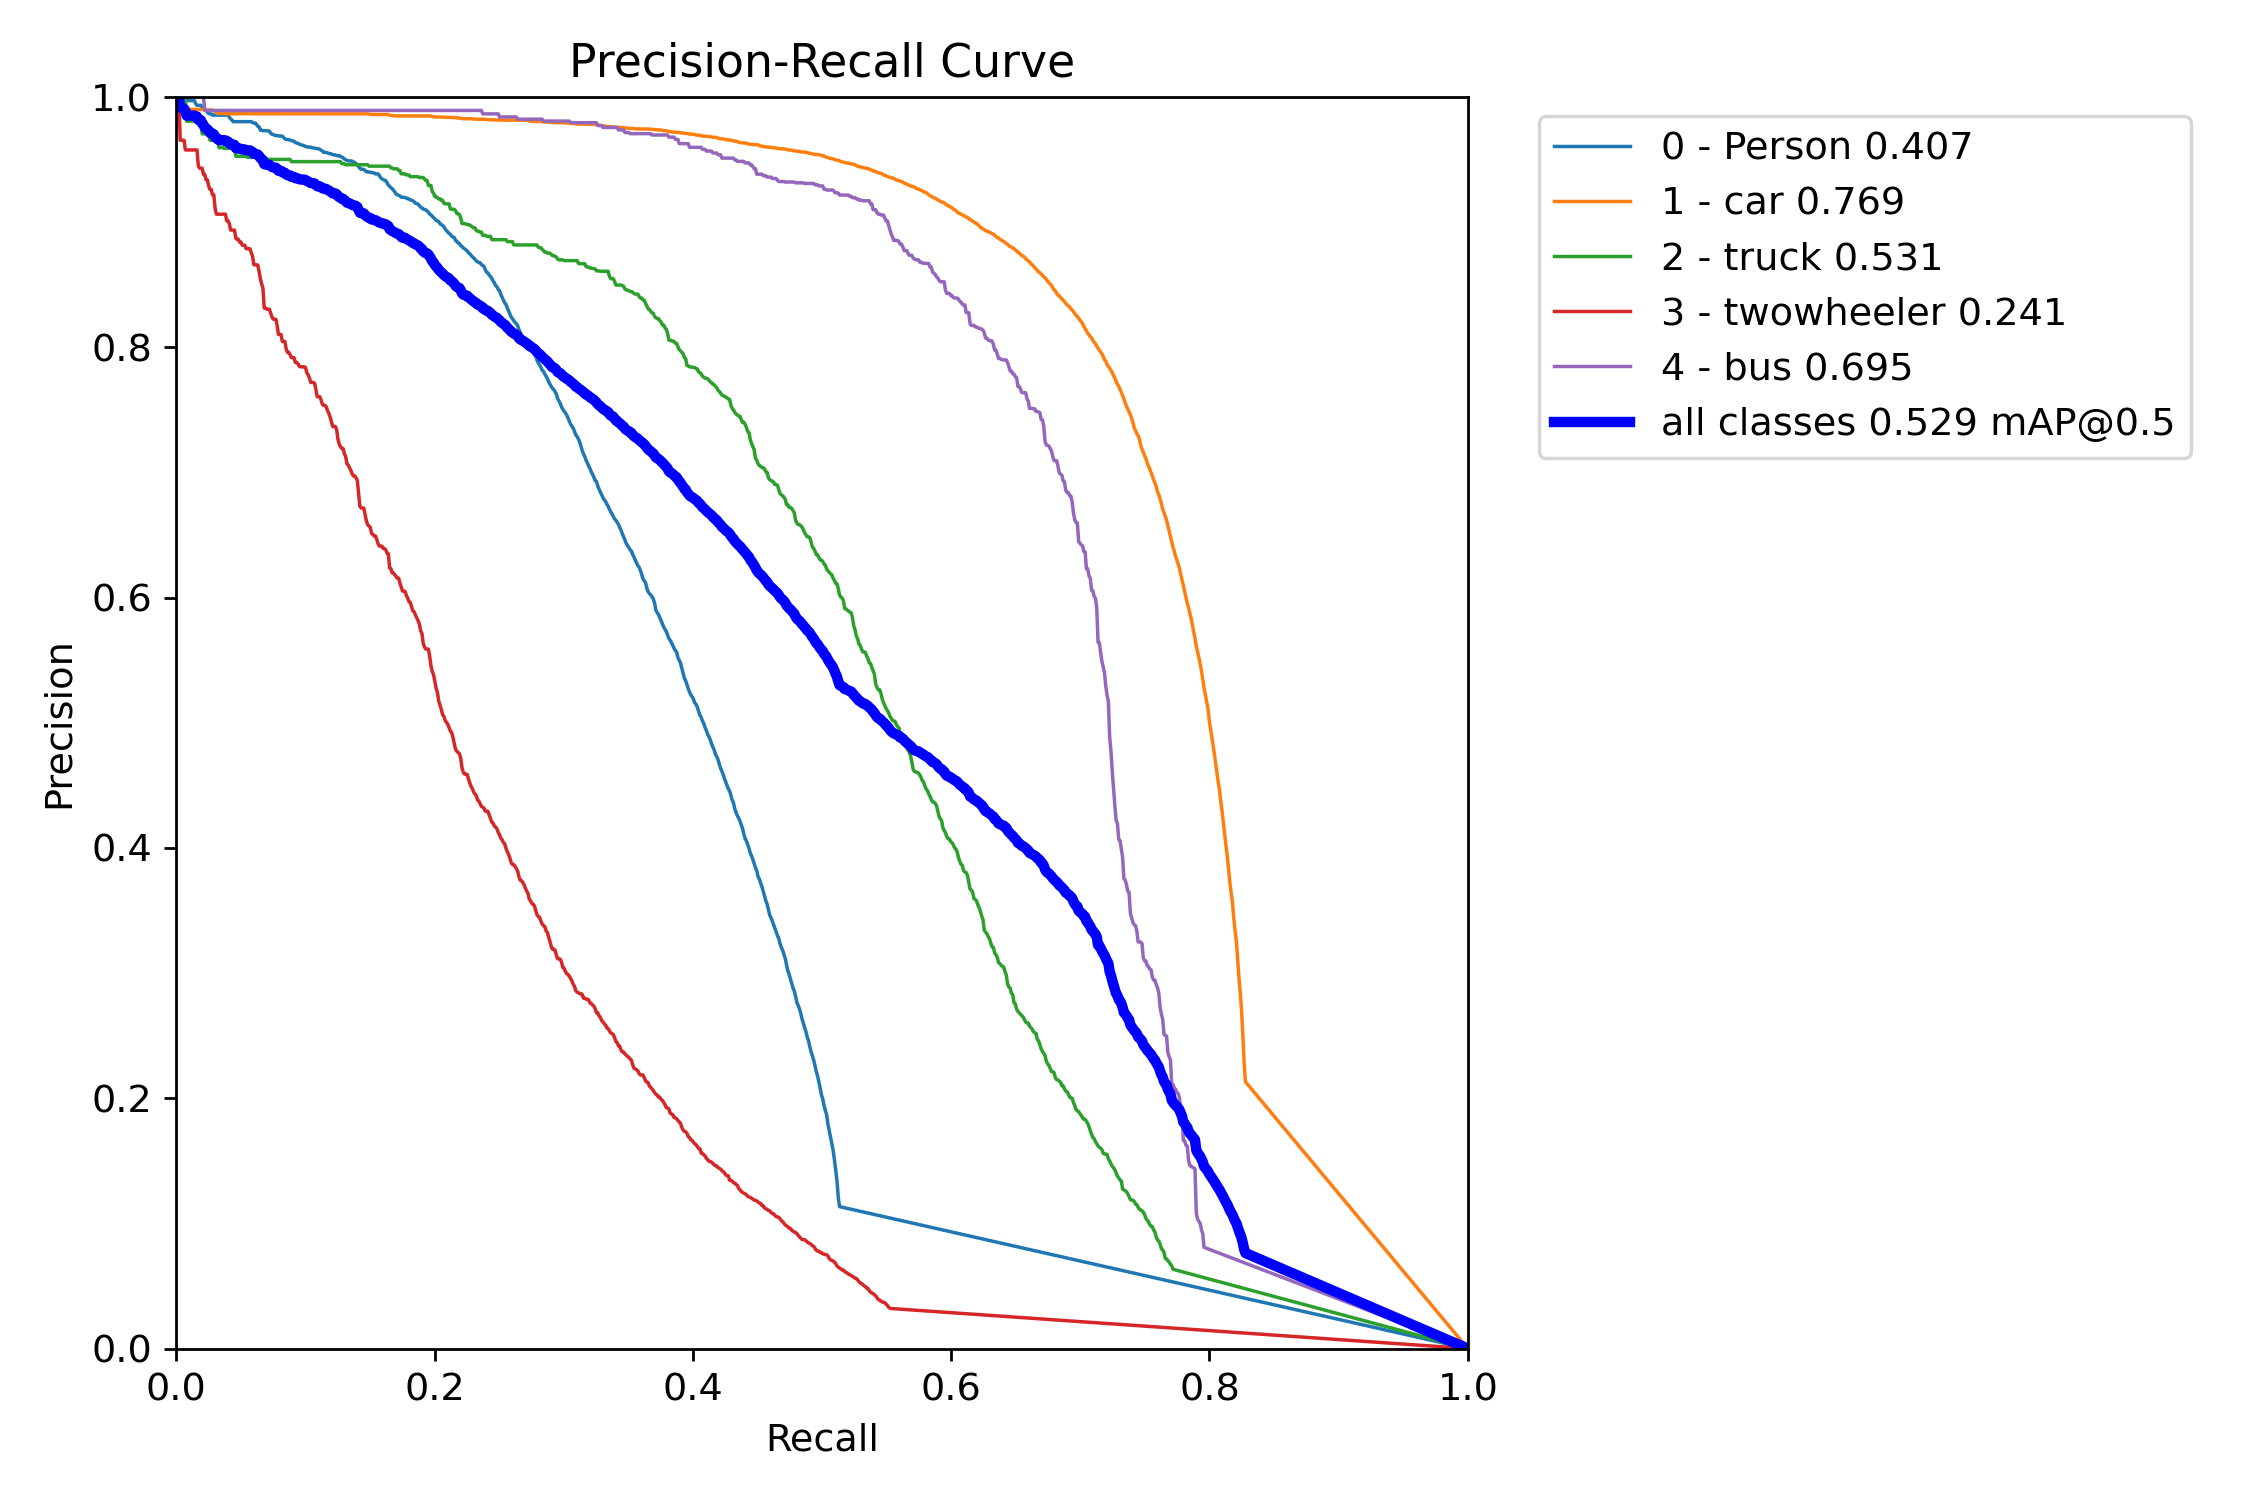 Precision-Recall Curve
1.0
0.8
0.6
0.4
0.2
0.0
Precision
0.0 0.2 0.4 0.6 0.8 1.0
Recall
0 - Person 0.407
1 - car 0.769
2 - truck 0.531
3 - twowheeler 0.241
4 - bus 0.695
all classes 0.529 mAP@0.5